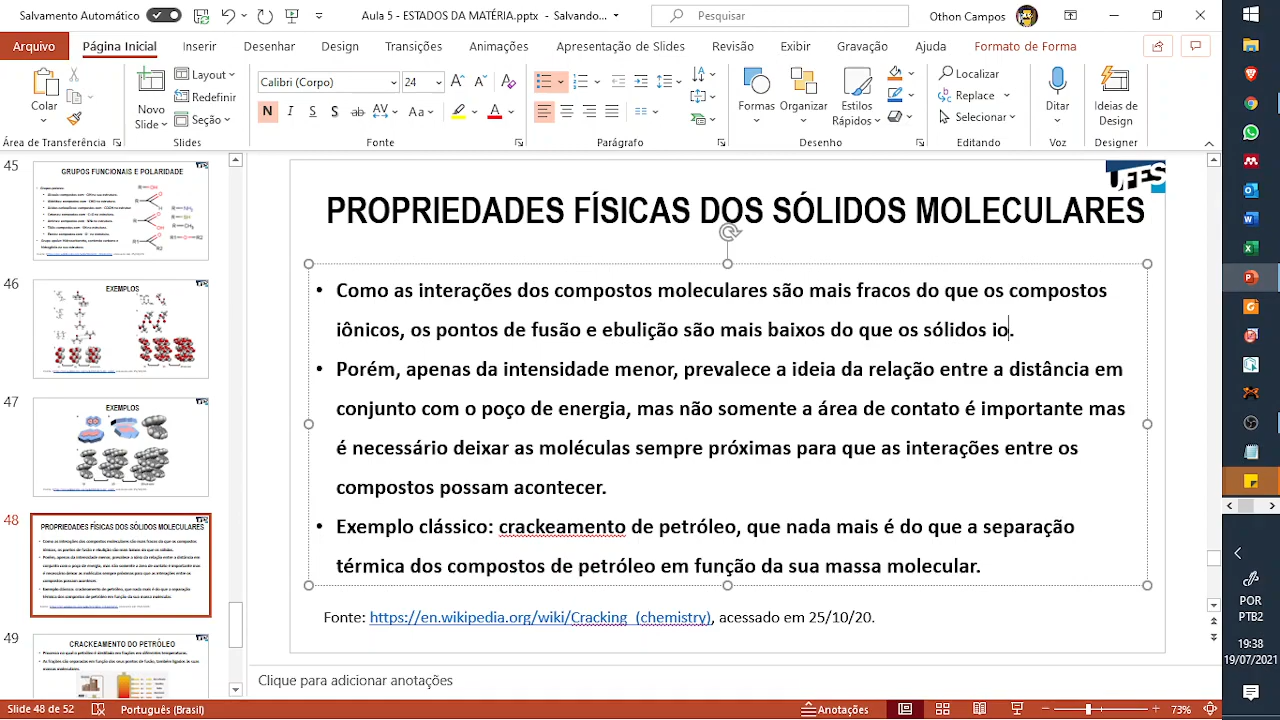 Salvamento Automático
Aula 5 - ESTADOS DA MATÉRIA.pptx - Salvando...
Pesquisar
Othon Campos
Arquivo Página Inicial Inserir Desenhar Design Transições Animações Apresentação de Slides Revisão Exibir Gravação Ajuda Formato de Forma
Colar
Novo Slide
Layout
Redefinir
Seção
Calibri (Corpo) 24
N I S S ab AV Aa A
Formas Organizar Estilos Rápidos
Localizar
Replace
Selecionar
Ditar
Ideias de Design
Área de Transferência Slides Fonte Parágrafo Desenho Editando Voz Designer
45
GRUPOS FUNCIONAIS E POLARIDADE
46
EXEMPLOS
47
EXEMPLOS
48
PROPRIEDADES FÍSICAS DOS SÓLIDOS MOLECULARES
49
CRACKEAMENTO DO PETRÓLEO
UFES
PROPRIEDADES FÍSICAS DOS SÓLIDOS MOLECULARES
• Como as interações dos compostos moleculares são mais fracos do que os compostos
iônicos, os pontos de fusão e ebulição são mais baixos do que os sólidos io.
• Porém, apenas da intensidade menor, prevalece a ideia da relação entre a distância em
conjunto com o poço de energia, mas não somente a área de contato é importante mas
é necessário deixar as moléculas sempre próximas para que as interações entre os
compostos possam acontecer.
• Exemplo clássico: crackeamento de petróleo, que nada mais é do que a separação
térmica dos compostos de petróleo em função da sua massa molecular.
Fonte: https://en.wikipedia.org/wiki/Cracking_(chemistry), acessado em 25/10/20.
Clique para adicionar anotações
Slide 48 de 52
Português (Brasil)
Anotações
73%
POR
PTB2
19:38
19/07/2021